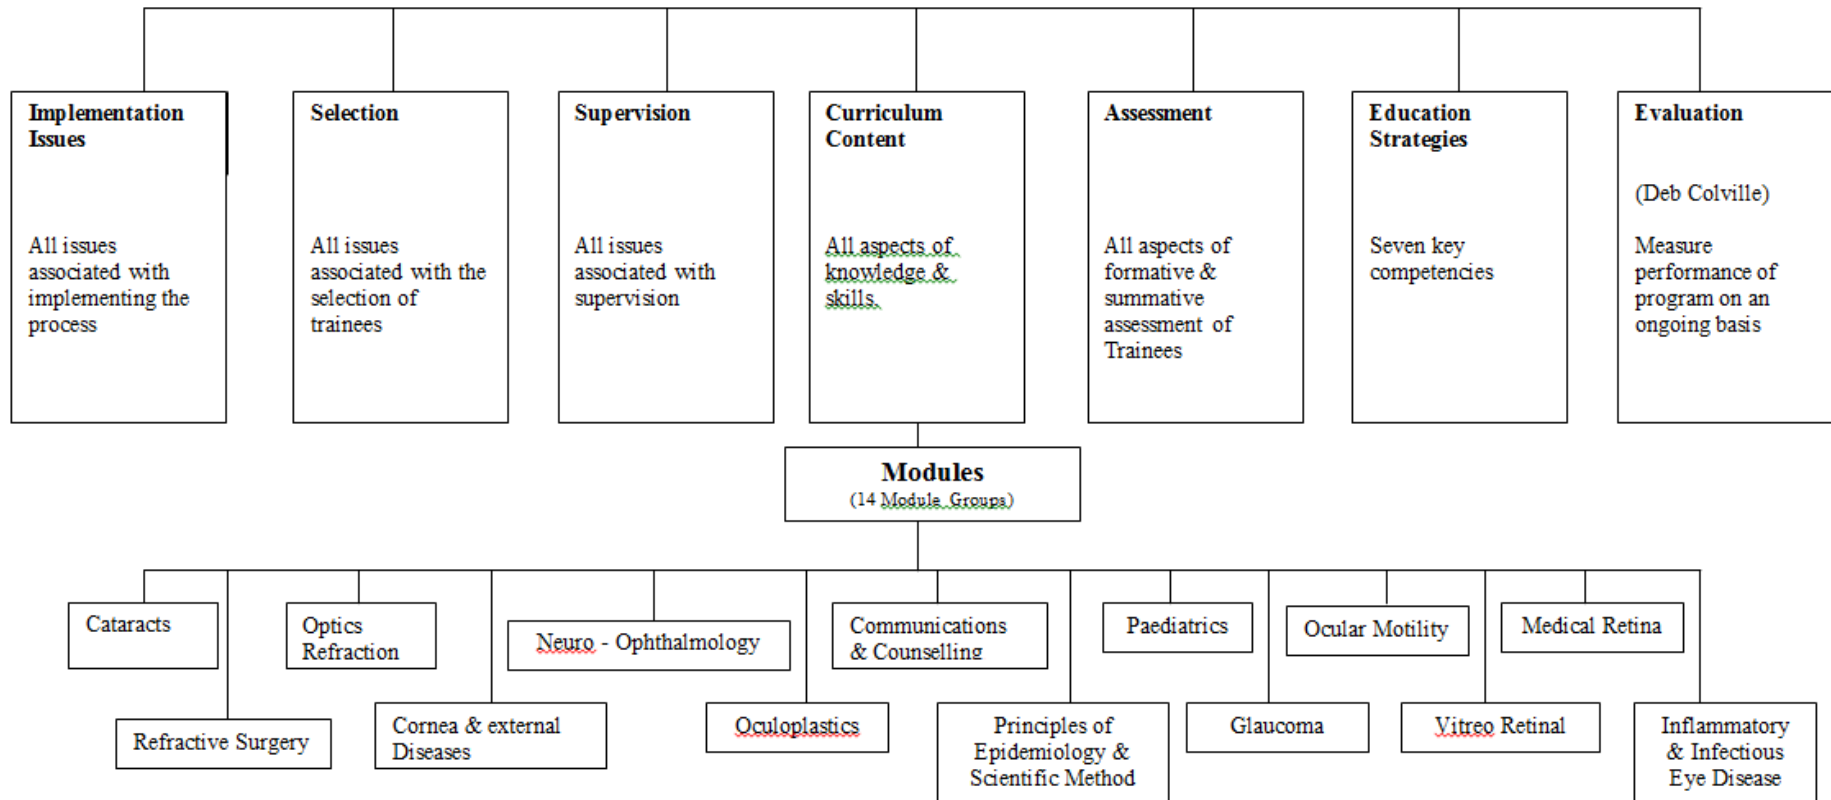 Implementation
Issues
All issues
associated with
implementing the
process
Selection
All issues
associated with the
selection of
trainees
Supervision
All issues
associated with
supervision
Curriculum
Content
All aspects of
knowledge &
skills.
Assessment
All aspects of
formative &
summative
assessment of
Trainees
Education
Strategies
Seven key
competencies
Evaluation
(Deb Colville)
Measure
performance of
program on an
ongoing basis
Modules
(14 Module Groups)
Cataracts
Optics
Refraction
Neuro - Ophthalmology
Communications
& Counselling
Paediatrics
Ocular Motility
Medical Retina
Refractive Surgery
Cornea & external
Diseases
Oculoplastics
Principles of
Epidemiology &
Scientific Method
Glaucoma
Vitreo Retinal
Inflammatory
& Infectious
Eye Disease